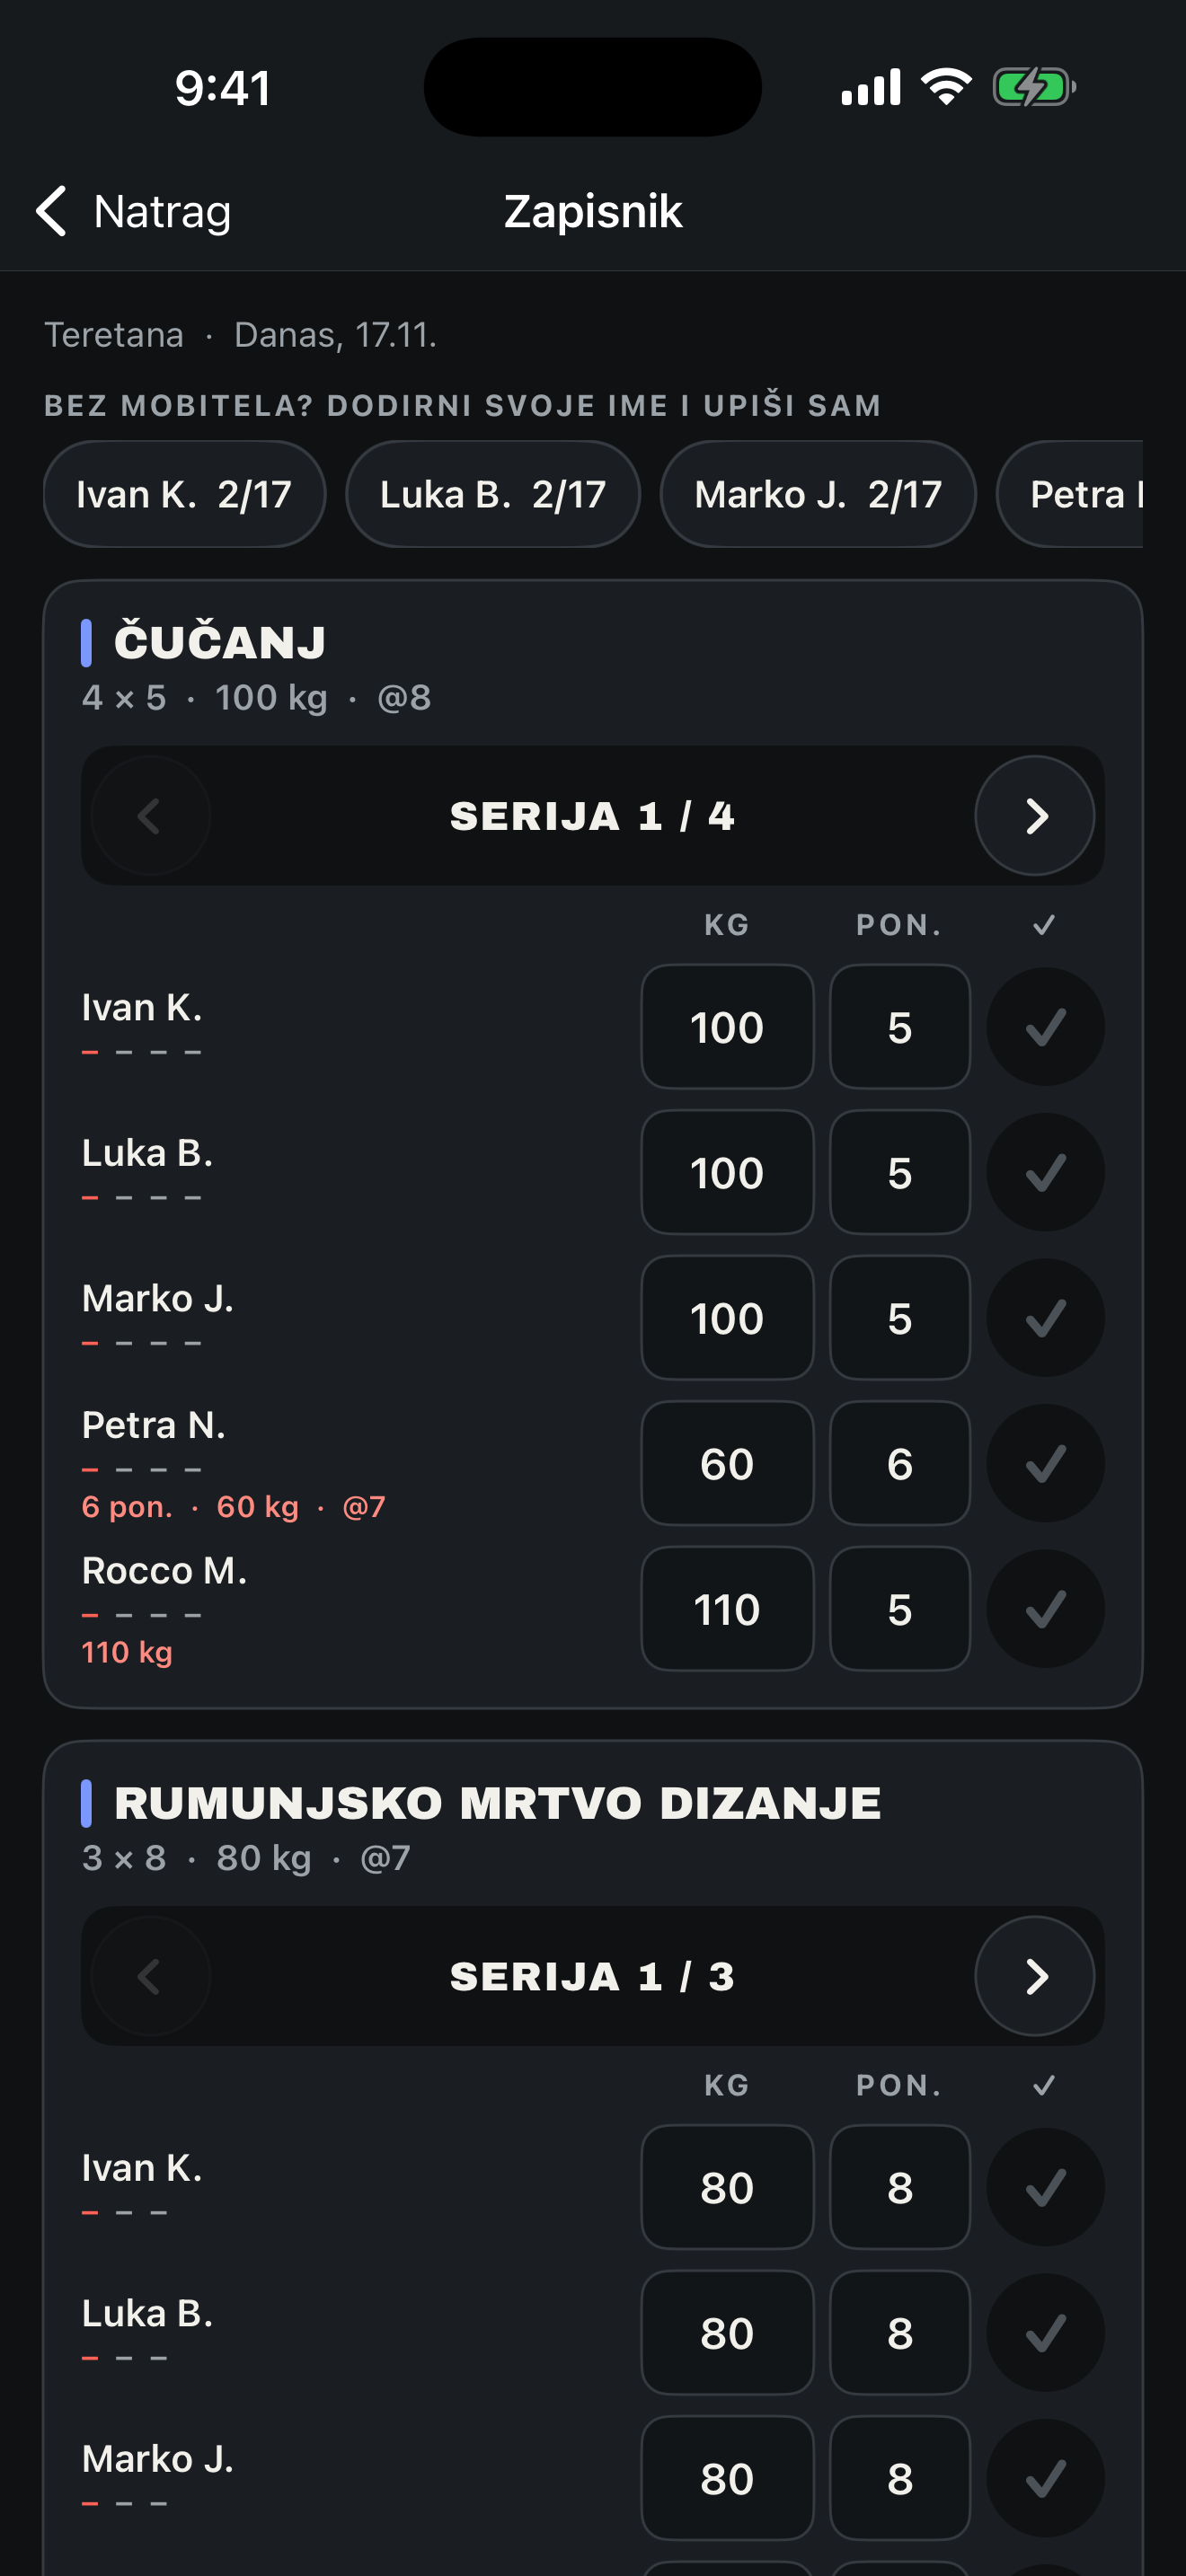 9:41
Natrag
Zapisnik
Teretana · Danas, 17.11.
BEZ MOBITELA? DODIRNI SVOJE IME I UPIŠI SAM
Ivan K. 2/17
Luka B. 2/17
Marko J. 2/17
Petra
ČUČANJ
4 × 5 · 100 kg · @8
SERIJA 1 / 4
KG PON. ✓
Ivan K. 100 5
Luka B. 100 5
Marko J. 100 5
Petra N. 60 6
6 pon. · 60 kg · @7
Rocco M. 110 5
110 kg
RUMUNJSKO MRTVO DIZANJE
3 × 8 · 80 kg · @7
SERIJA 1 / 3
KG PON. ✓
Ivan K. 80 8
Luka B. 80 8
Marko J. 80 8